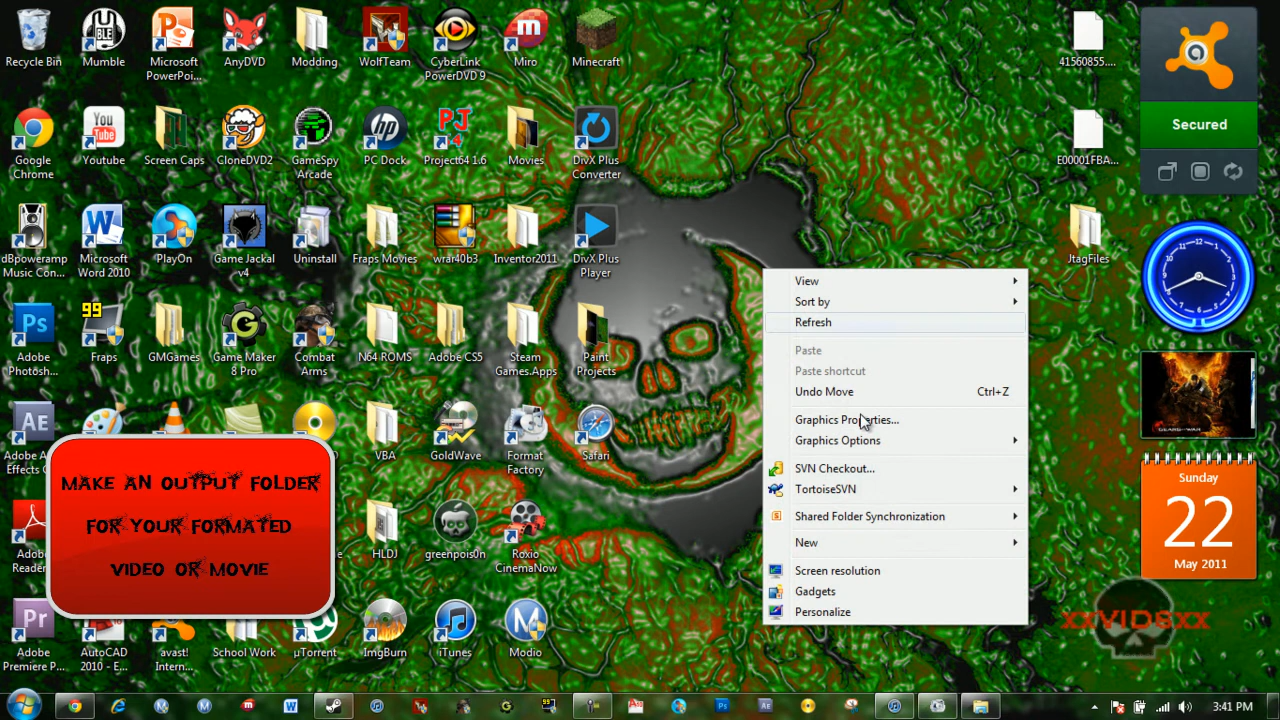 Recycle Bin
Mumble
Microsoft PowerPoi...
AnyDVD
Modding
WolfTeam
CyberLink PowerDVD 9
Miro
Minecraft
41560855....
Secured
Google Chrome
Youtube
Screen Caps
CloneDVD2
GameSpy Arcade
PC Dock
Project64 1.6
Movies
DivX Plus Converter
E00001FBA...
dBpoweramp Music Con...
Microsoft Word 2010
PlayOn
Game Jackal v4
Uninstall
Fraps Movies
wrar40b3
Inventor2011
DivX Plus Player
JtagFiles
Adobe Photosh...
Fraps
GMGames
Game Maker 8 Pro
Combat Arms
N64 ROMS
Adobe CS5
Steam Games.Apps
Paint Projects
View
Sort by
Refresh
Paste
Paste shortcut
Undo Move Ctrl+Z
Graphics Properties...
Graphics Options
SVN Checkout...
TortoiseSVN
Shared Folder Synchronization
New
Screen resolution
Gadgets
Personalize
VBA
GoldWave
Format Factory
Safari
MAKE AN OUTPUT FOLDER
FOR YOUR FORMATED
VIDEO OR MOVIE
HLDJ
greenpois0n
Roxio CinemaNow
Sunday
22
May 2011
xxVID8xx
Adobe Premiere P...
AutoCAD 2010 - E...
avast! Intern...
School Work
µTorrent
ImgBurn
iTunes
Modio
3:41 PM